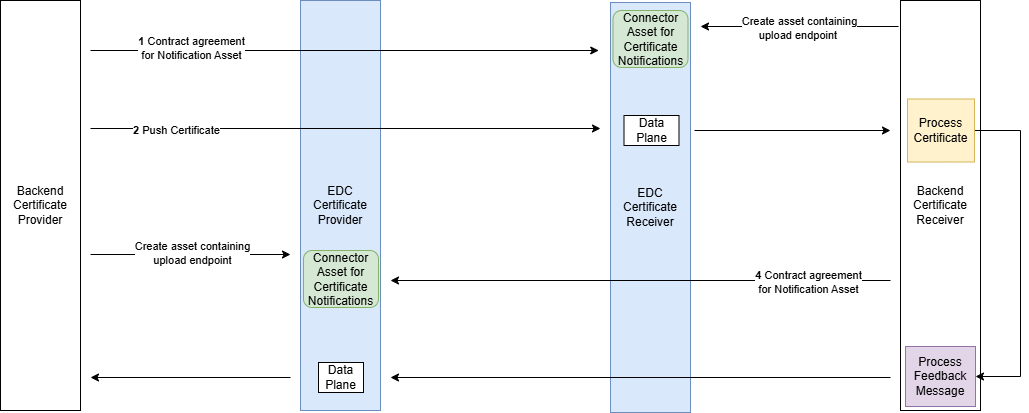 Connector
Asset for
Certificate
Notifications
Create asset containing
upload endpoint
1 Contract agreement
for Notification Asset
2 Push Certificate
Data
Plane
Process
Certificate
Backend
Certificate
Provider
EDC
Certificate
Provider
EDC
Certificate
Receiver
Backend
Certificate
Receiver
Create asset containing
upload endpoint
Connector
Asset for
Certificate
Notifications
4 Contract agreement
for Notification Asset
Data
Plane
Process
Feedback
Message